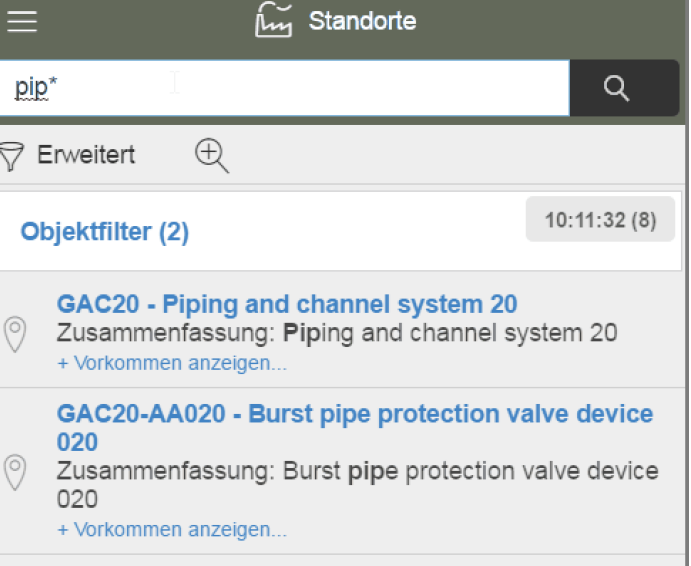 Standorte
pip*
Erweitert
Objektfilter (2)
10:11:32 (8)
GAC20 - Piping and channel system 20
Zusammenfassung: Piping and channel system 20
+ Vorkommen anzeigen...
GAC20-AA020 - Burst pipe protection valve device
020
Zusammenfassung: Burst pipe protection valve device
020
+ Vorkommen anzeigen...